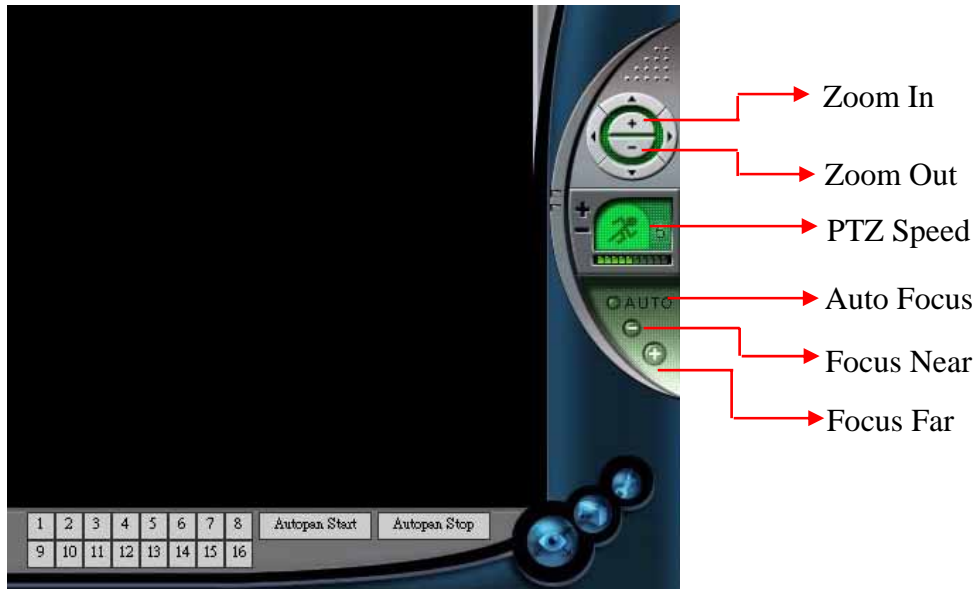 Zoom In
+
−
Zoom Out
+
−
PTZ Speed
AUTO
Auto Focus
−
Focus Near
+
Focus Far
1 2 3 4 5 6 7 8 Autopan Start Autopan Stop
9 10 11 12 13 14 15 16